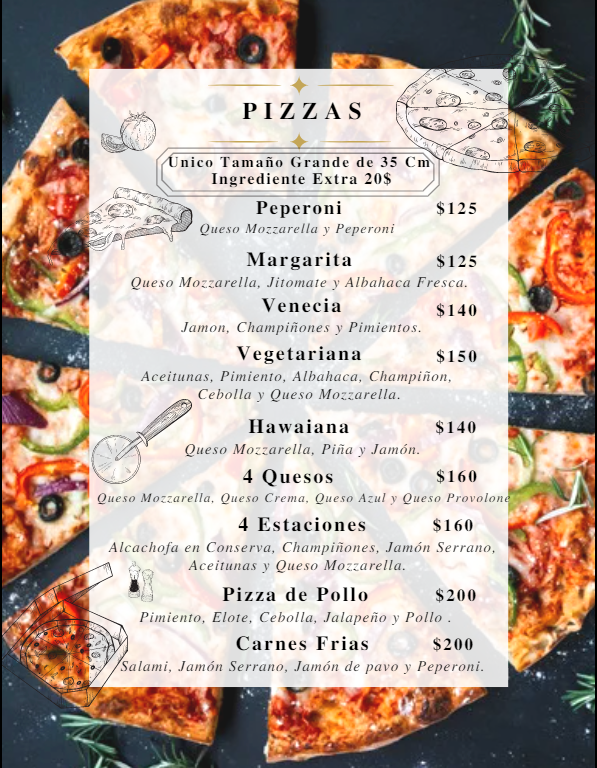 PIZZAS
Único Tamaño Grande de 35 Cm
Ingrediente Extra 20$
Peperoni $125
Queso Mozzarella y Peperoni
Margarita $125
Queso Mozzarella, Jitomate y Albahaca Fresca.
Venecia $140
Jamon, Champiñones y Pimientos.
Vegetariana $150
Aceitunas, Pimiento, Albahaca, Champiñon,
Cebolla y Queso Mozzarella.
Hawaiana $140
Queso Mozzarella, Piña y Jamón.
4 Quesos $160
Queso Mozzarella, Queso Crema, Queso Azul y Queso Provolone
4 Estaciones $160
Alcachofa en Conserva, Champiñones, Jamón Serrano,
Aceitunas y Queso Mozzarella.
Pizza de Pollo $200
Pimiento, Elote, Cebolla, Jalapeño y Pollo .
Carnes Frias $200
Salami, Jamón Serrano, Jamón de pavo y Peperoni.